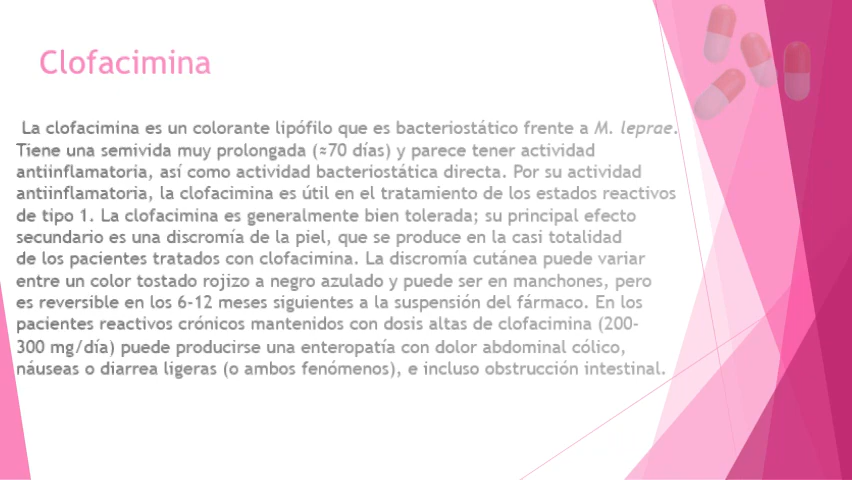 Clofacimina
La clofacimina es un colorante lipófilo que es bacteriostático frente a M. leprae.
Tiene una semivida muy prolongada (≈70 días) y parece tener actividad
antiinflamatoria, así como actividad bacteriostática directa. Por su actividad
antiinflamatoria, la clofacimina es útil en el tratamiento de los estados reactivos
de tipo 1. La clofacimina es generalmente bien tolerada; su principal efecto
secundario es una discromía de la piel, que se produce en la casi totalidad
de los pacientes tratados con clofacimina. La discromía cutánea puede variar
entre un color tostado rojizo a negro azulado y puede ser en manchones, pero
es reversible en los 6-12 meses siguientes a la suspensión del fármaco. En los
pacientes reactivos crónicos mantenidos con dosis altas de clofacimina (200-
300 mg/día) puede producirse una enteropatía con dolor abdominal cólico,
náuseas o diarrea ligeras (o ambos fenómenos), e incluso obstrucción intestinal.